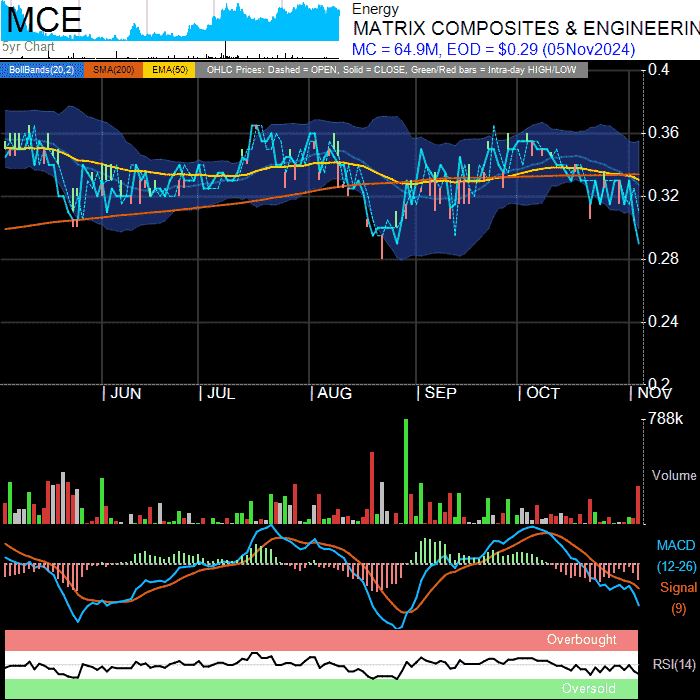 MCE
5yr Chart
Energy
MATRIX COMPOSITES & ENGINEERIN
MC = 64.9M, EOD = $0.29 (05Nov2024)
BollBands(20,2) SMA(200) EMA(50) OHLC Prices: Dashed = OPEN, Solid = CLOSE, Green/Red bars = Intra-day HIGH/LOW
0.4
0.36
0.32
0.28
0.24
0.2
| JUN | JUL | AUG | SEP | OCT | NOV
788k
Volume
MACD
(12-26)
Signal
(9)
Overbought
RSI(14)
Oversold